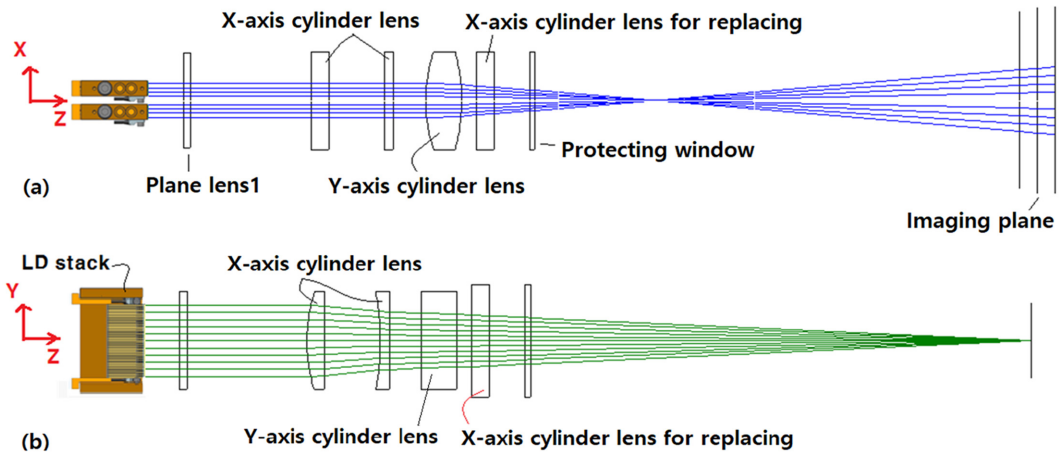 X-axis cylinder lens
X-axis cylinder lens for replacing
X
Z
Protecting window
(a)
Plane lens1
Y-axis cylinder lens
Imaging plane
LD stack
X-axis cylinder lens
Y
Z
(b)
Y-axis cylinder lens
X-axis cylinder lens for replacing